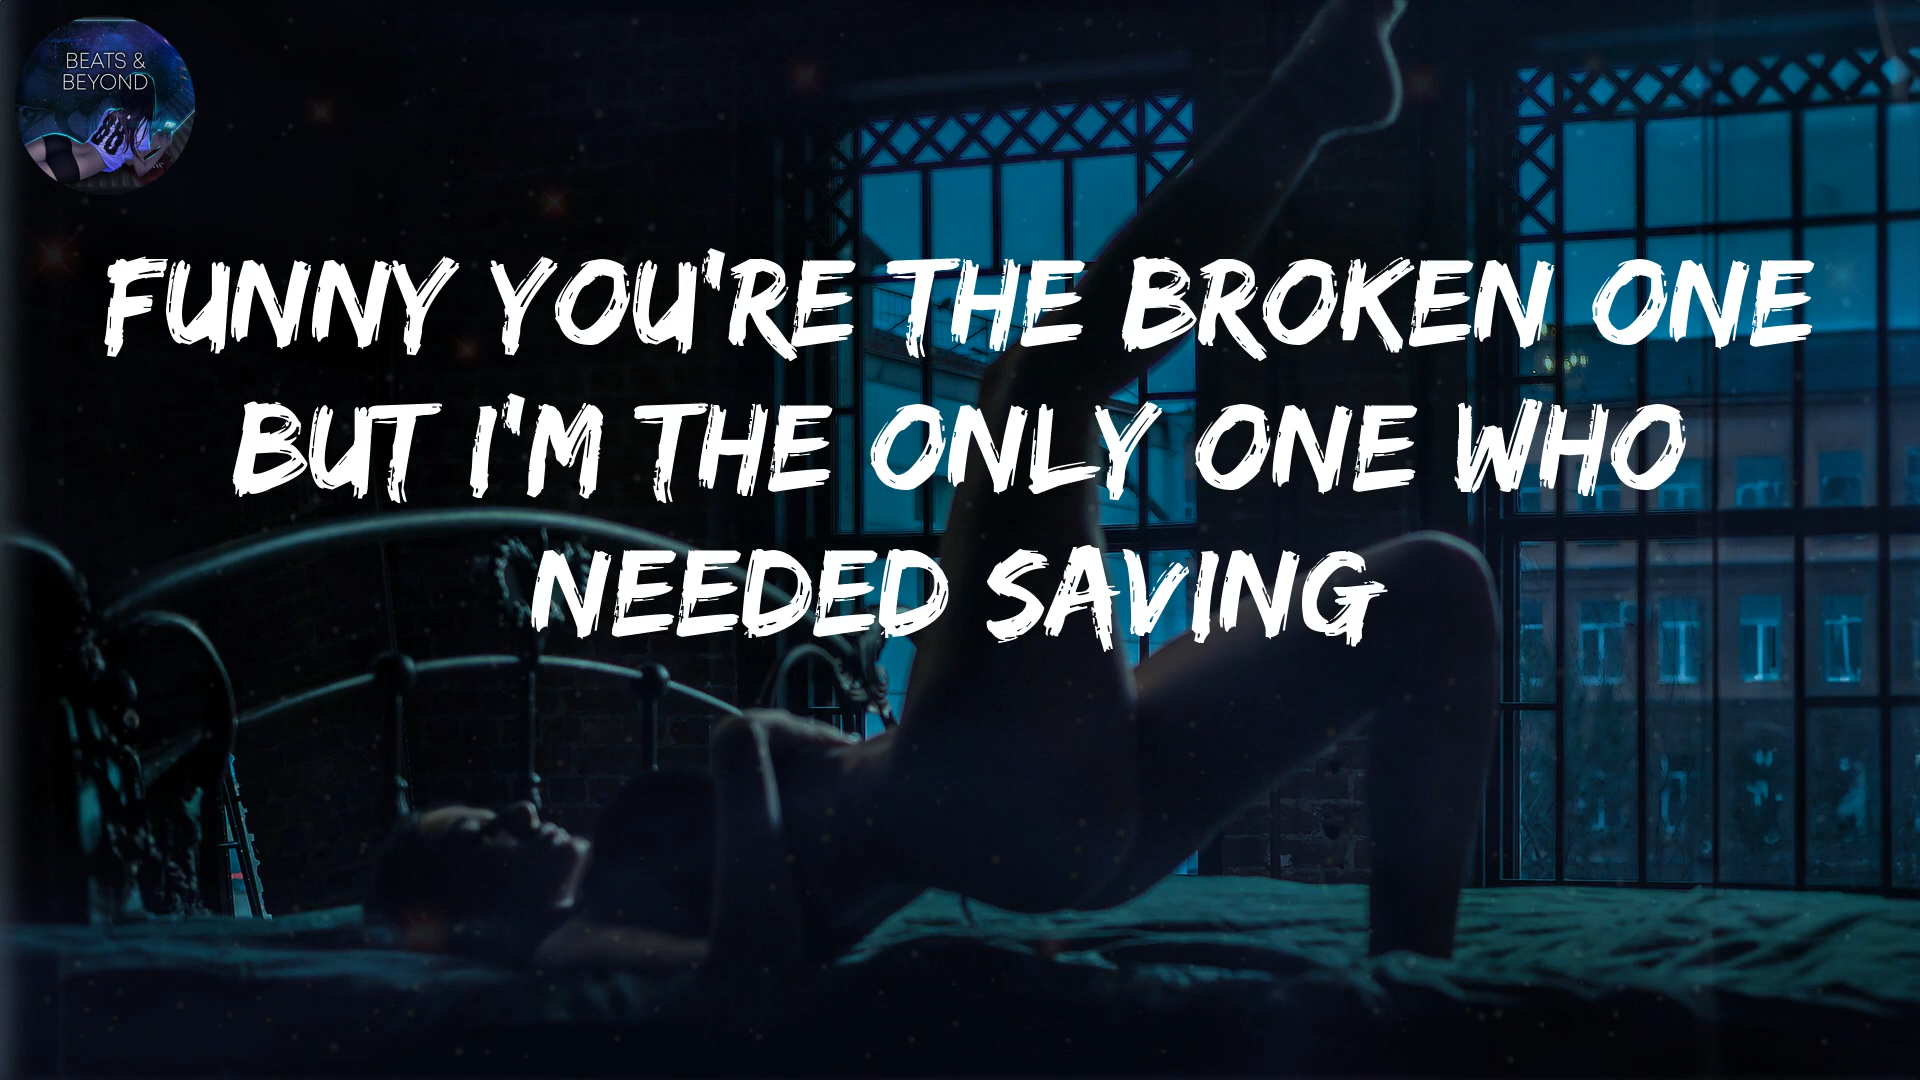 BEATS &
BEYOND
FUNNY YOU'RE THE BROKEN ONE
BUT I'M THE ONLY ONE WHO
NEEDED SAVING